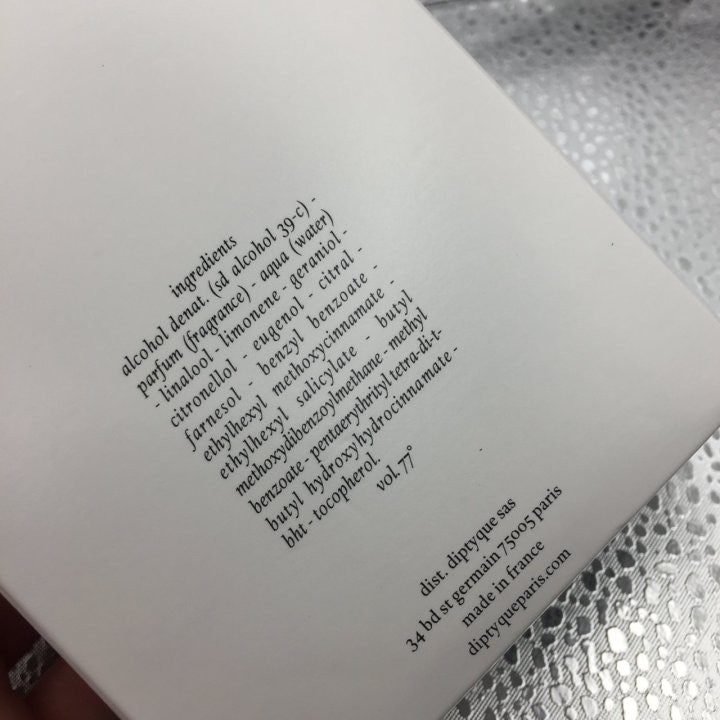 ingredients
alcohol denat. (sd alcohol 39-c) -
parfum (fragrance) - aqua (water)
- linalool - limonene - geraniol -
citronellol - eugenol - citral -
farnesol - benzyl benzoate -
ethylhexyl methoxycinnamate -
ethylhexyl salicylate - butyl
methoxydibenzoylmethane - methyl
benzoate - pentaerythrityl tetra-di-t-
butyl hydroxyhydrocinnamate -
bht - tocopherol.
vol. 77°
dist. diptyque sas
34 bd st germain 75005 paris
made in france
diptyqueparis.com